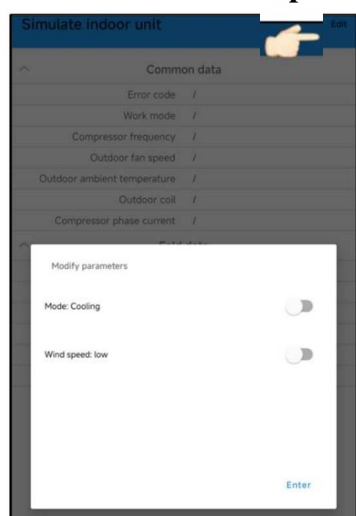 Simulate indoor unit
Edit
Common data
Error code /
Work mode /
Compressor frequency /
Outdoor fan speed /
Outdoor ambient temperature /
Outdoor coil /
Compressor phase current /
Modify parameters
Mode: Cooling
Wind speed: low
Enter